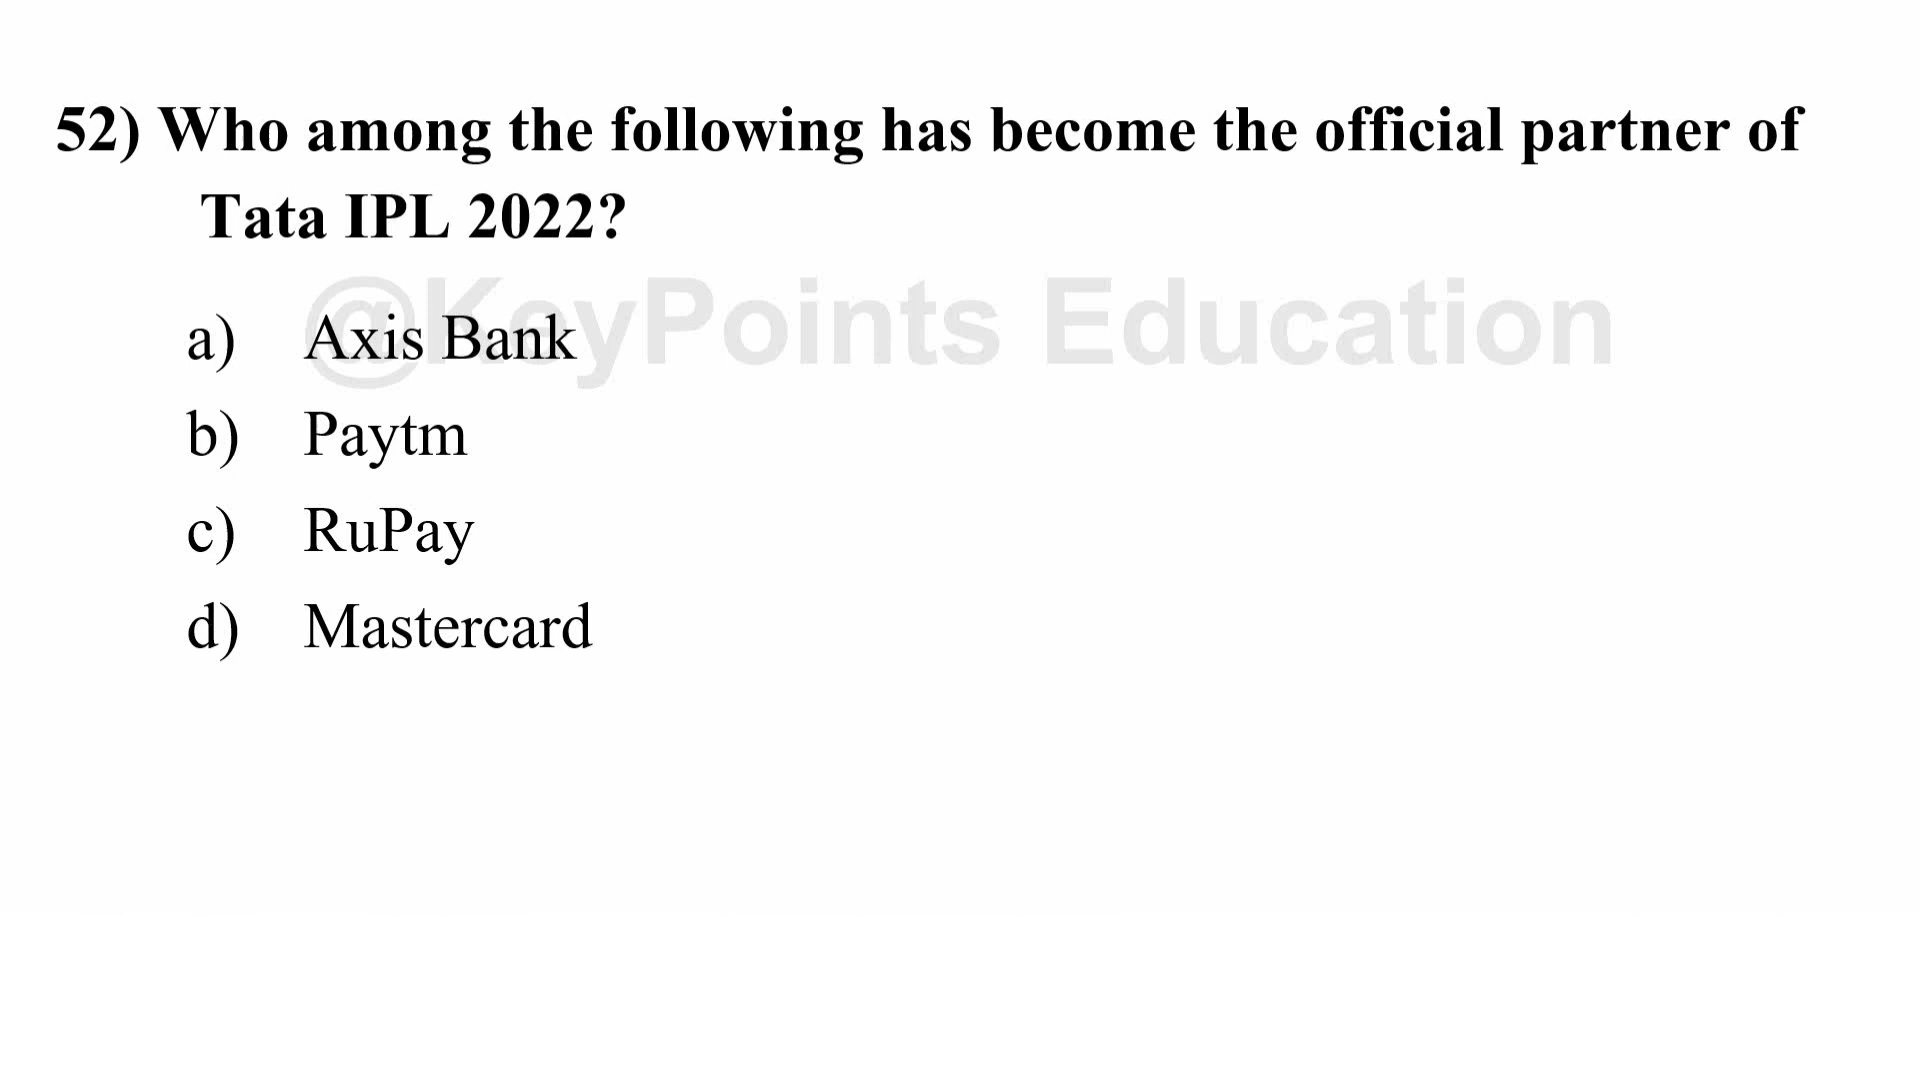 52) Who among the following has become the official partner of
Tata IPL 2022?
@KeyPoints Education
a) Axis Bank
b) Paytm
c) RuPay
d) Mastercard